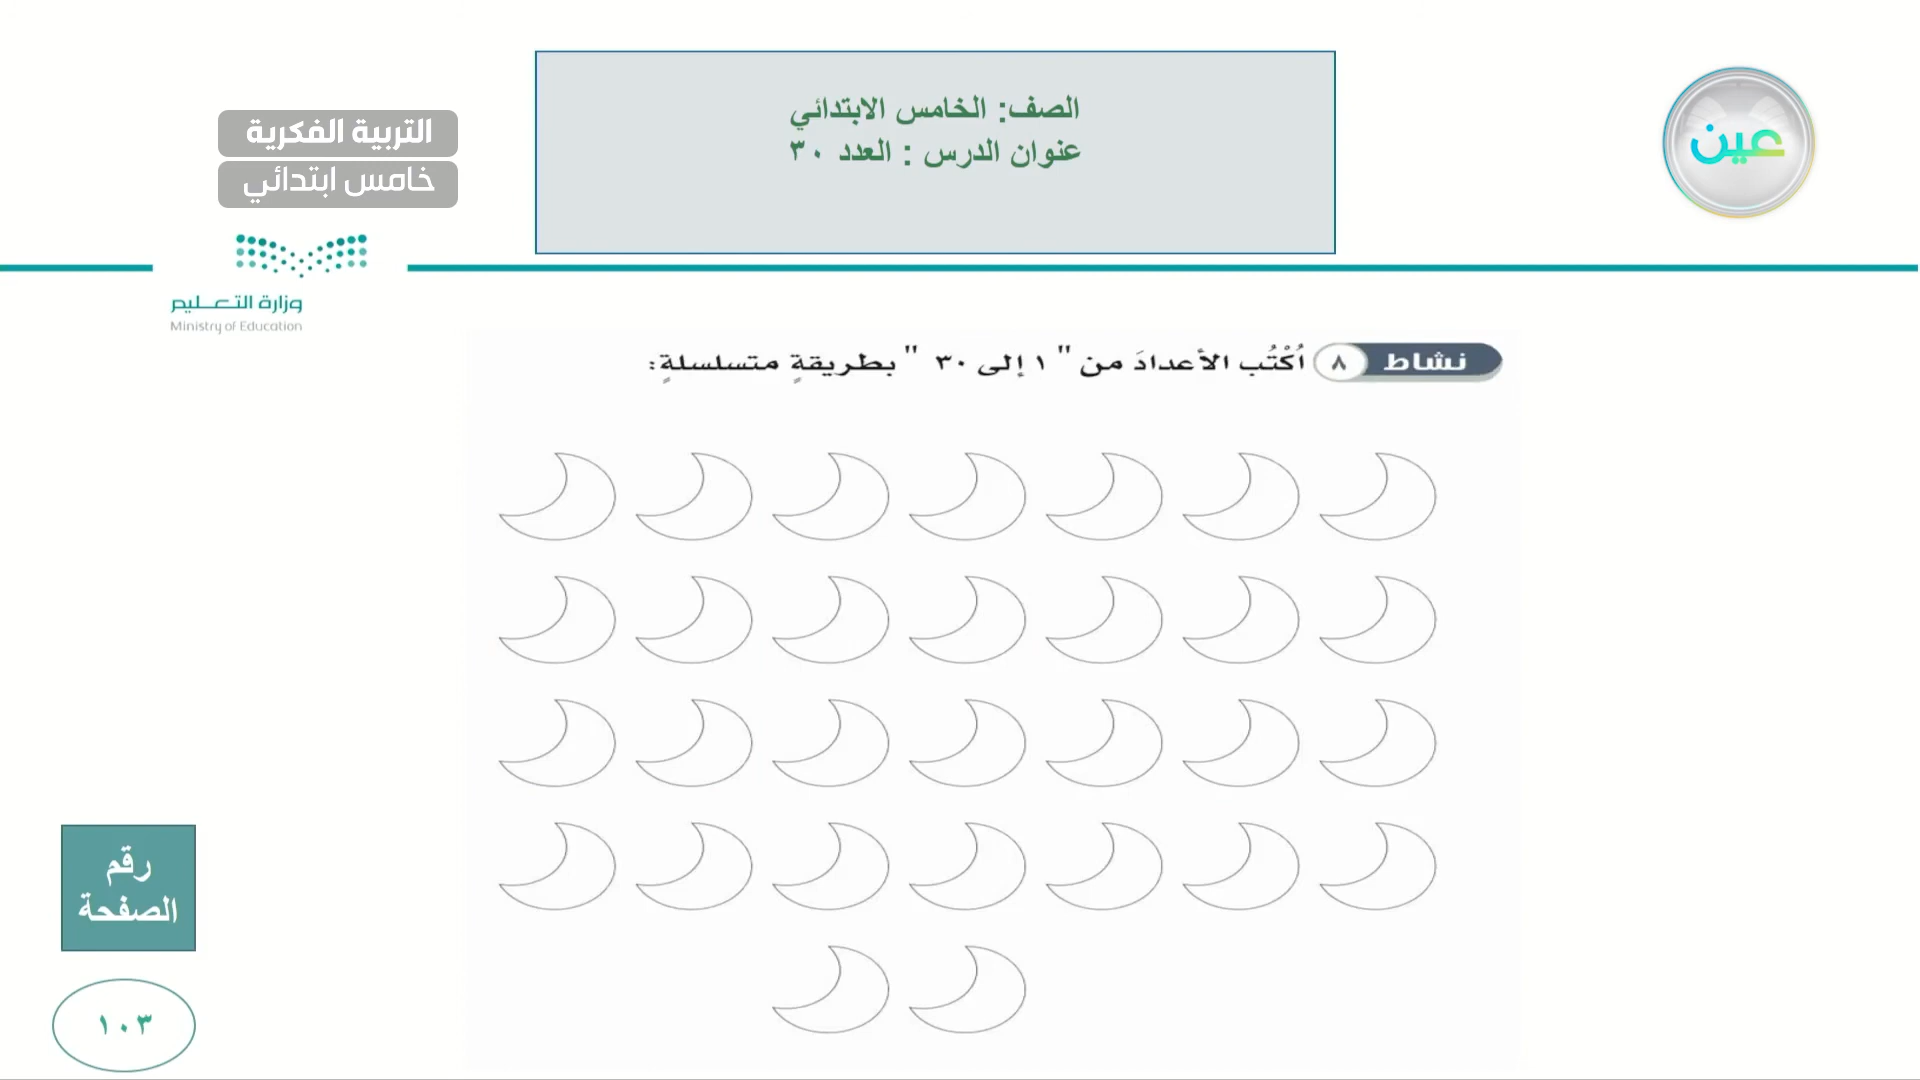 الصف: الخامس الابتدائي
عنوان الدرس : العدد ٣٠
عين
التربية الفكرية
خامس ابتدائي
وزارة التعليم
Ministry of Education
نشاط ٨ اُكْتُب الأعدادَ من " ١ إلى ٣٠ " بطريقةٍ متسلسلةٍ:
رقم
الصفحة
١٠٣